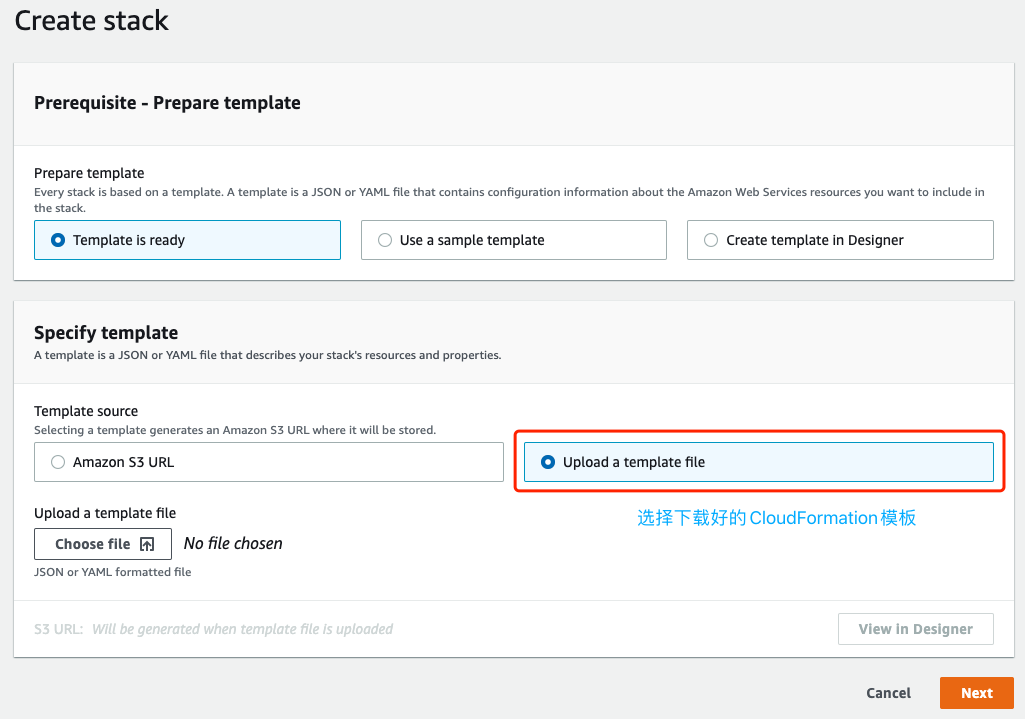 Create stack
Prerequisite - Prepare template
Prepare template
Every stack is based on a template. A template is a JSON or YAML file that contains configuration information about the Amazon Web Services resources you want to include in
the stack.
Template is ready
Use a sample template
Create template in Designer
Specify template
A template is a JSON or YAML file that describes your stack's resources and properties.
Template source
Selecting a template generates an Amazon S3 URL where it will be stored.
Amazon S3 URL
Upload a template file
Upload a template file
选择下载好的CloudFormation模板
Choose file
No file chosen
JSON or YAML formatted file
S3 URL: Will be generated when template file is uploaded
View in Designer
Cancel
Next